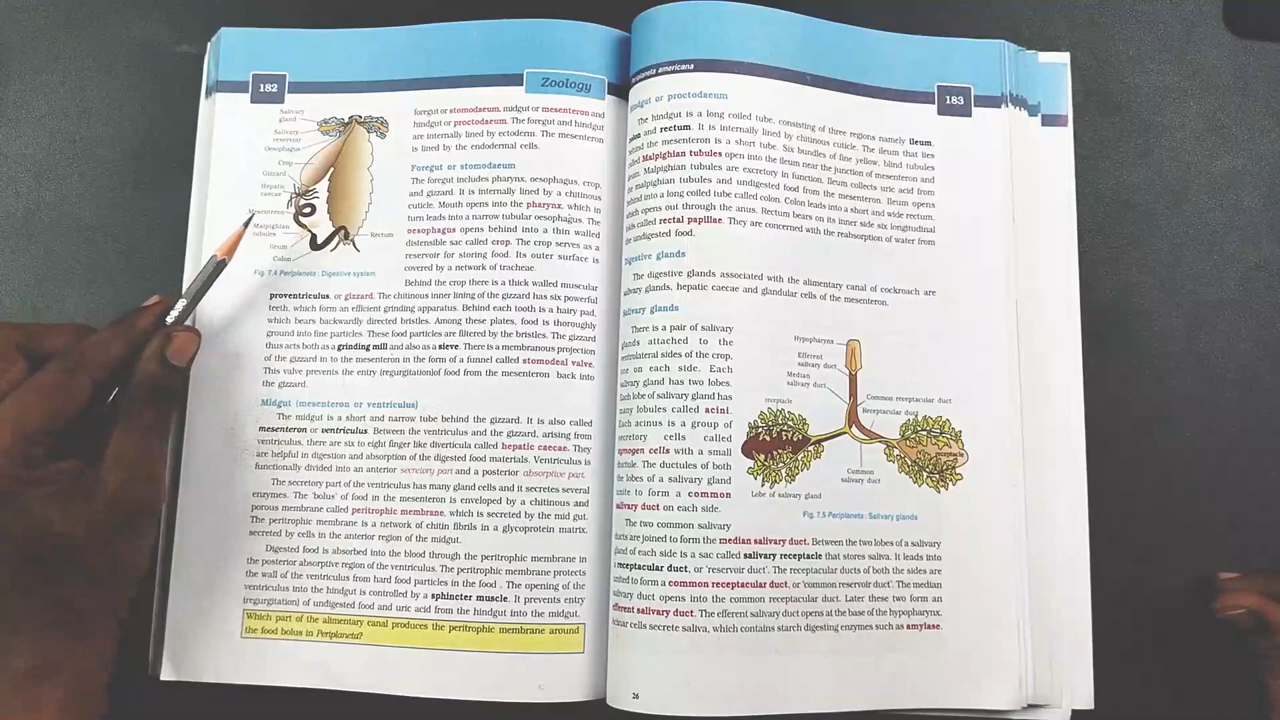 182
Zoology
Salivary
gland
Salivary
reservoir
Oesophagus
Crop
Gizzard
Hepatic
caecae
Mesenteron
Malpighian
tubules
Ileum
Colon
Rectum
Fig. 7.4 Periplaneta : Digestive system
foregut or stomodaeum, midgut or mesenteron and
hindgut or proctodaeum. The foregut and hindgut
are internally lined by ectoderm. The mesenteron
is lined by the endodermal cells.
Foregut or stomodaeum
The foregut includes pharynx, oesophagus, crop,
and gizzard. It is internally lined by a chitinous
cuticle. Mouth opens into the pharynx, which in
turn leads into a narrow tubular oesophagus. The
oesophagus opens behind into a thin walled
distensible sac called crop. The crop serves as a
reservoir for storing food. Its outer surface is
covered by a network of tracheae.
Behind the crop there is a thick walled muscular
proventriculus, or gizzard. The chitinous inner lining of the gizzard has six powerful
teeth, which form an efficient grinding apparatus. Behind each tooth is a hairy pad,
which bears backwardly directed bristles. Among these plates, food is thoroughly
ground into fine particles. These food particles are filtered by the bristles. The gizzard
thus acts both as a grinding mill and also as a sieve. There is a membranous projection
of the gizzard in to the mesenteron in the form of a funnel called stomodeal valve.
This valve prevents the entry (regurgitation)of food from the mesenteron back into
the gizzard.
Midgut (mesenteron or ventriculus)
The midgut is a short and narrow tube behind the gizzard. It is also called
mesenteron or ventriculus. Between the ventriculus and the gizzard, arising from
ventriculus, there are six to eight finger like diverticula called hepatic caecae. They
are helpful in digestion and absorption of the digested food materials. Ventriculus is
functionally divided into an anterior secretory part and a posterior absorptive part.
The secretory part of the ventriculus has many gland cells and it secretes several
enzymes. The 'bolus' of food in the mesenteron is enveloped by a chitinous and
porous membrane called peritrophic membrane, which is secreted by the mid gut.
The peritrophic membrane is a network of chitin fibrils in a glycoprotein matrix,
secreted by cells in the anterior region of the midgut.
Digested food is absorbed into the blood through the peritrophic membrane in
the posterior absorptive region of the ventriculus. The peritrophic membrane protects
the wall of the ventriculus from hard food particles in the food . The opening of the
ventriculus into the hindgut is controlled by a sphincter muscle. It prevents entry
(regurgitation) of undigested food and uric acid from the hindgut into the midgut.
Which part of the alimentary canal produces the peritrophic membrane around
the food bolus in Periplaneta?
Periplaneta americana
183
Hindgut or proctodaeum
The hindgut is a long coiled tube, consisting of three regions namely ileum,
colon and rectum. It is internally lined by chitinous cuticle. The ileum that lies
behind the mesenteron is a short tube. Six bundles of fine yellow, blind tubules
called Malpighian tubules open into the ileum near the junction of mesenteron and
ileum. Malpighian tubules are excretory in function. Ileum collects uric acid from
the malpighian tubules and undigested food from the mesenteron. Ileum opens
behind into a long coiled tube called colon. Colon leads into a short and wide rectum,
which opens out through the anus. Rectum bears on its inner side six longitudinal
folds called rectal papillae. They are concerned with the reabsorption of water from
the undigested food.
Digestive glands
The digestive glands associated with the alimentary canal of cockroach are
salivary glands, hepatic caecae and glandular cells of the mesenteron.
Salivary glands
There is a pair of salivary
glands attached to the
ventrolateral sides of the crop,
one on each side. Each
salivary gland has two lobes.
Each lobe of salivary gland has
many lobules called acini.
Each acinus is a group of
secretory cells called
zymogen cells with a small
ductule. The ductules of both
the lobes of a salivary gland
unite to form a common
salivary duct on each side.
Hypopharynx
Efferent
salivary duct
Median
salivary duct
Common receptacular duct
Receptacular duct
receptacle
receptacle
Common
salivary duct
Lobe of salivary gland
Fig. 7.5 Periplaneta : Salivary glands
The two common salivary
ducts are joined to form the median salivary duct. Between the two lobes of a salivary
gland of each side is a sac called salivary receptacle that stores saliva. It leads into
a receptacular duct, or 'reservoir duct'. The receptacular ducts of both the sides are
united to form a common receptacular duct, or 'common reservoir duct'. The median
salivary duct opens into the common receptacular duct. Later these two form an
efferent salivary duct. The efferent salivary duct opens at the base of the hypopharynx.
Acinar cells secrete saliva, which contains starch digesting enzymes such as amylase.
26